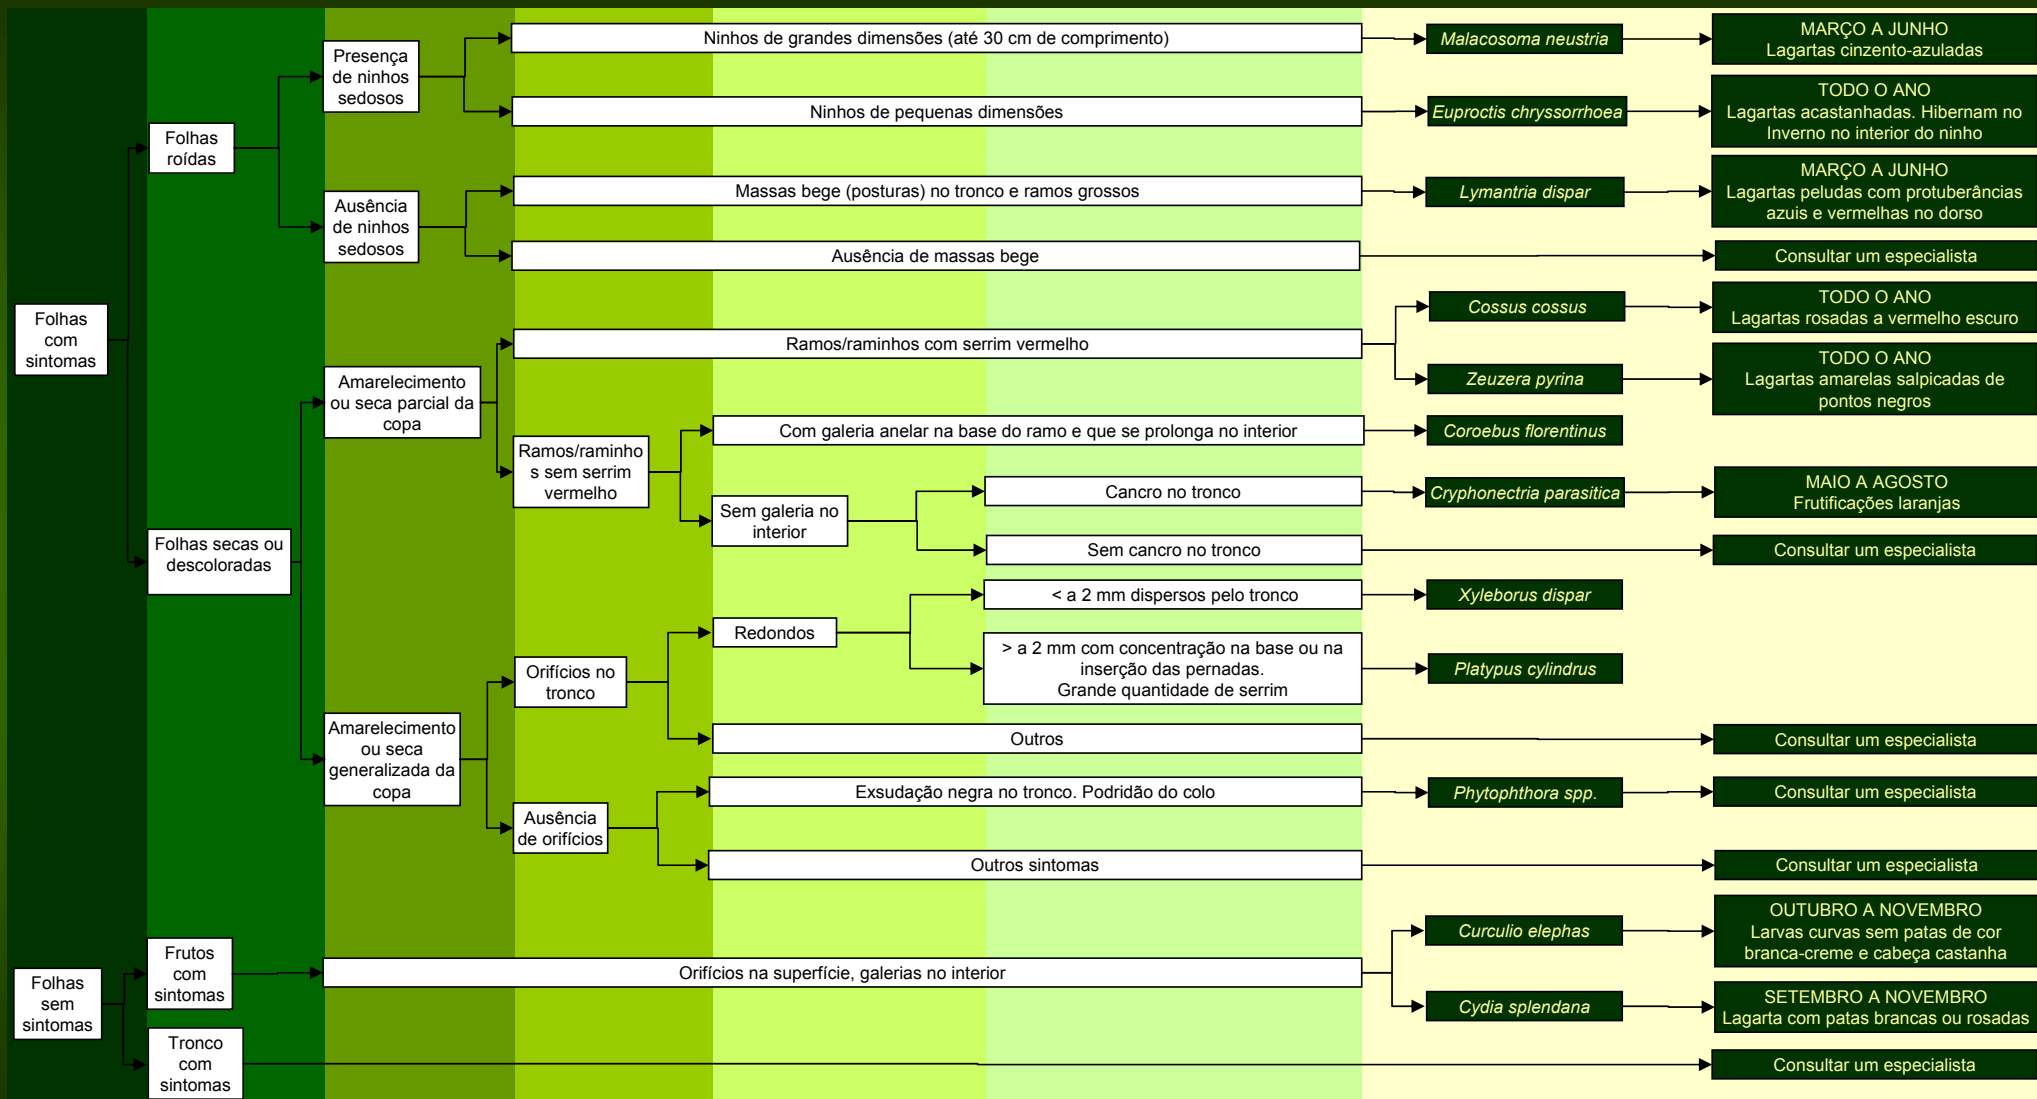 Folhas
com
sintomas
Folhas
roídas
Presença
de ninhos
sedosos
Ninhos de grandes dimensões (até 30 cm de comprimento)
Malacosoma neustria
MARÇO A JUNHO
Lagartas cinzento-azuladas
Ninhos de pequenas dimensões
Euproctis chryssorrhoea
TODO O ANO
Lagartas acastanhadas. Hibernam no
Inverno no interior do ninho
Ausência
de ninhos
sedosos
Massas bege (posturas) no tronco e ramos grossos
Lymantria dispar
MARÇO A JUNHO
Lagartas peludas com protuberâncias
azuis e vermelhas no dorso
Ausência de massas bege
Consultar um especialista
Folhas secas ou
descoloradas
Amarelecimento
ou seca parcial da
copa
Ramos/raminhos com serrim vermelho
Cossus cossus
TODO O ANO
Lagartas rosadas a vermelho escuro
Zeuzera pyrina
TODO O ANO
Lagartas amarelas salpicadas de
pontos negros
Ramos/raminho
s sem serrim
vermelho
Com galeria anelar na base do ramo e que se prolonga no interior
Coroebus florentinus
Sem galeria no
interior
Cancro no tronco
Cryphonectria parasitica
MAIO A AGOSTO
Frutificações laranjas
Sem cancro no tronco
Consultar um especialista
Amarelecimento
ou seca
generalizada da
copa
Orifícios no
tronco
Redondos
< a 2 mm dispersos pelo tronco
Xyleborus dispar
> a 2 mm com concentração na base ou na
inserção das pernadas.
Grande quantidade de serrim
Platypus cylindrus
Outros
Consultar um especialista
Ausência
de orifícios
Exsudação negra no tronco. Podridão do colo
Phytophthora spp.
Consultar um especialista
Outros sintomas
Consultar um especialista
Folhas
sem
sintomas
Frutos
com
sintomas
Orifícios na superfície, galerias no interior
Curculio elephas
OUTUBRO A NOVEMBRO
Larvas curvas sem patas de cor
branca-creme e cabeça castanha
Cydia splendana
SETEMBRO A NOVEMBRO
Lagarta com patas brancas ou rosadas
Tronco
com
sintomas
Consultar um especialista